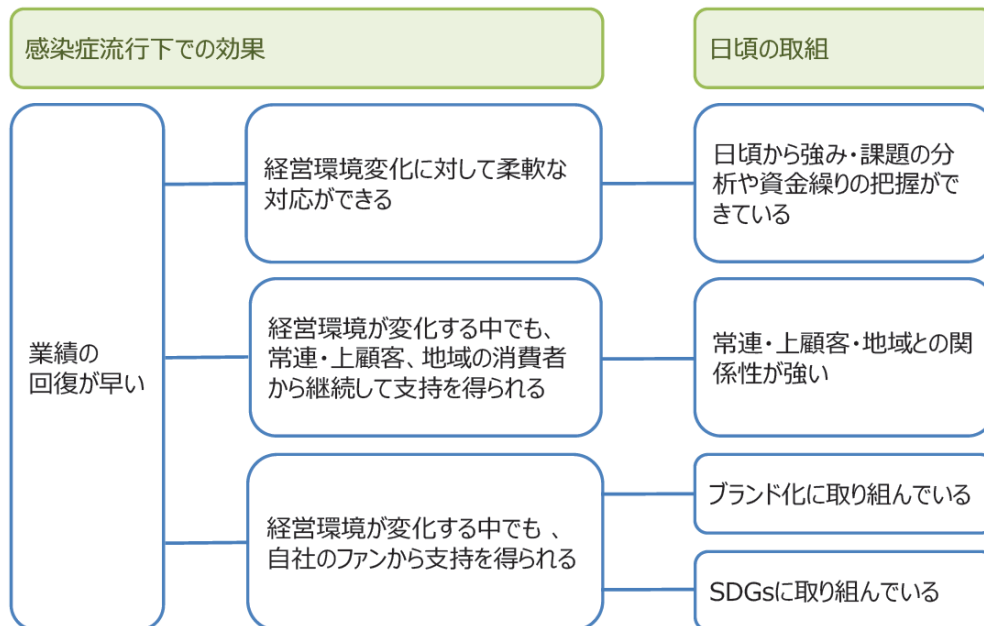 感染症流行下での効果
日頃の取組
業績の
回復が早い
経営環境変化に対して柔軟な
対応ができる
日頃から強み・課題の分
析や資金繰りの把握がで
きている
経営環境が変化する中でも、
常連・上顧客、地域の消費者
から継続して支持を得られる
常連・上顧客・地域との関
係性が強い
経営環境が変化する中でも 、
自社のファンから支持を得られる
ブランド化に取り組んでいる
SDGsに取り組んでいる